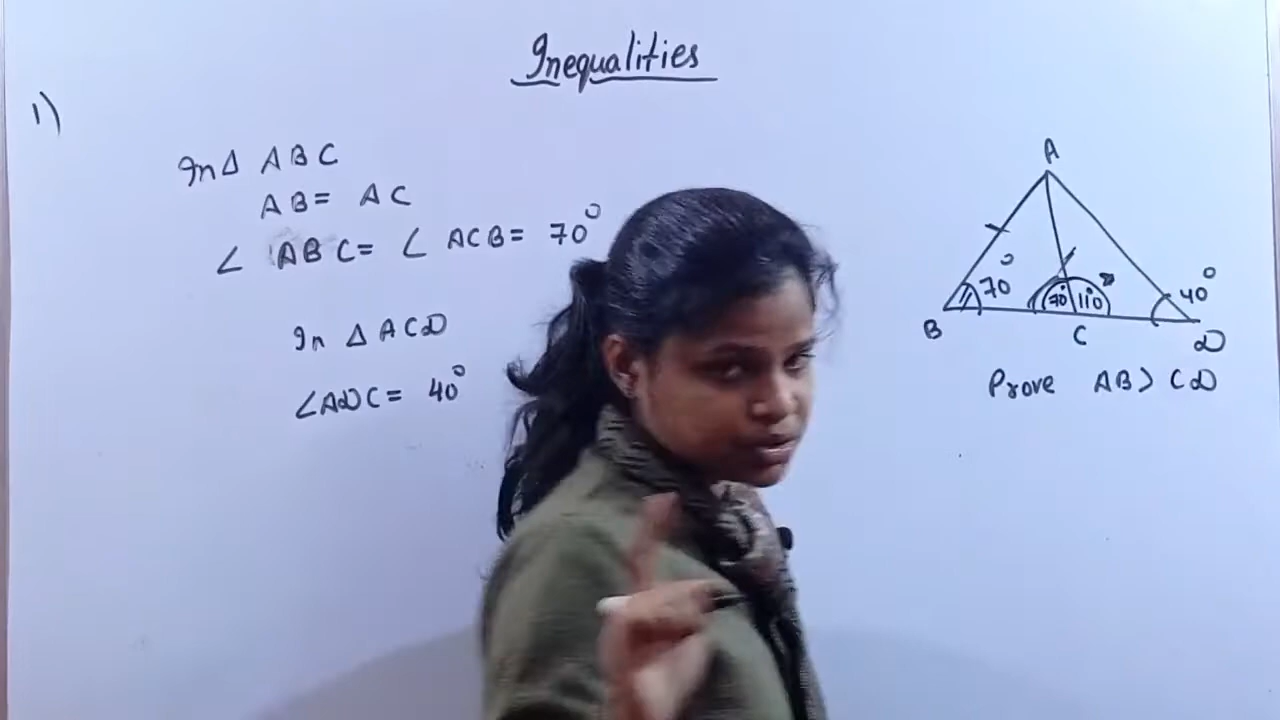 Inequalities
1)
In Δ ABC
AB = AC
∠ ABC = ∠ ACB = 70°
In Δ ACD
∠ADC = 40°
A
70°
70° 110°
40°
B
C
D
Prove AB > CD